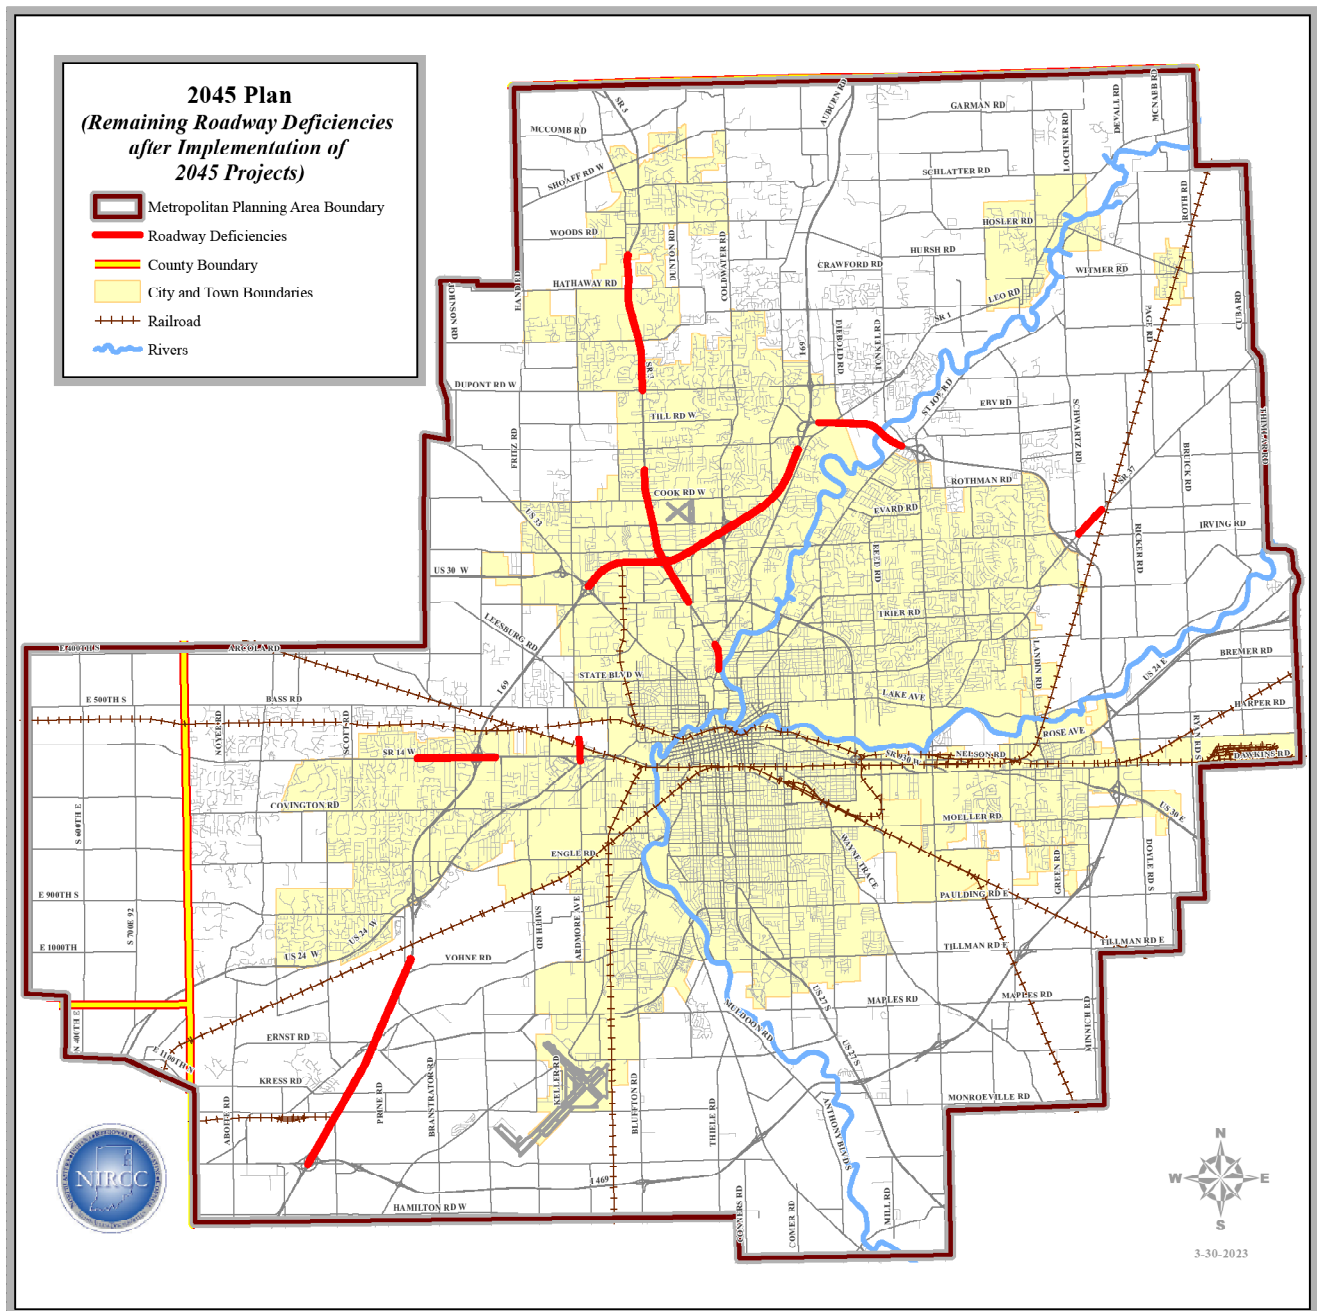 2045 Plan
(Remaining Roadway Deficiencies
after Implementation of
2045 Projects)
Metropolitan Planning Area Boundary
Roadway Deficiencies
County Boundary
City and Town Boundaries
Railroad
Rivers
SR 3
AUBURN RD
GARMAN RD
DEVALL RD
MCNABB RD
MCCOMB RD
LOCHNER RD
SHOAFF RD W
SCHLATTER RD
ROTH RD
WOODS RD
DUNTON RD
COLDWATER RD
HOSLER RD
HURSH RD
CRAWFORD RD
WITMER RD
HATHAWAY RD
HAND RD
JOHNSON RD
LEO RD
SR 1
CUBA RD
PAGE RD
I 69
DIEBOLD RD
TONKEL RD
SR 3
DUPONT RD W
ST JOE RD
EBY RD
TILL RD W
SCHWARTZ RD
FRITZ RD
BRUICK RD
SR 37
ROTHMAN RD
COOK RD W
EVARD RD
US 33
IRVING RD
RICKER RD
REED RD
US 30 W
TRIER RD
LEESBURG RD
LANDIN RD
E 400TH S
ARCOLA RD
BREMER RD
US 24 E
STATE BLVD W
I 69
LAKE AVE
E 500TH S
BASS RD
HARPER RD
NOYER RD
SCOTT RD
ROSE AVE
RYAN RD S
SR 14 W
NELSON RD
DAWKINS RD
S 600TH E
COVINGTON RD
US 30 E
MOELLER RD
WAYNE TRACE
ENGLE RD
GREEN RD
DOYLE RD S
E 900TH S
PAULDING RD E
S 700E 92
SMITH RD
ARDMORE AVE
US 24 W
E 1000TH
US 24 W
TILLMAN RD E
TILLMAN RD E
YOHNE RD
US 27 S
MAPLES RD
MAPLES RD
MINNICH RD
MULDOON RD
ERNST RD
US 27 S
E 1100TH S
KRESS RD
KELLER RD
PRINE RD
BRANSTRATOR RD
BLUFFTON RD
ABOITE RD
THIELE RD
ANTHONY BLVD S
MONROEVILLE RD
I 469
HAMILTON RD W
CONNERS RD
COMER RD
MILL RD
NIRCC
N
W
E
S
3-30-2023